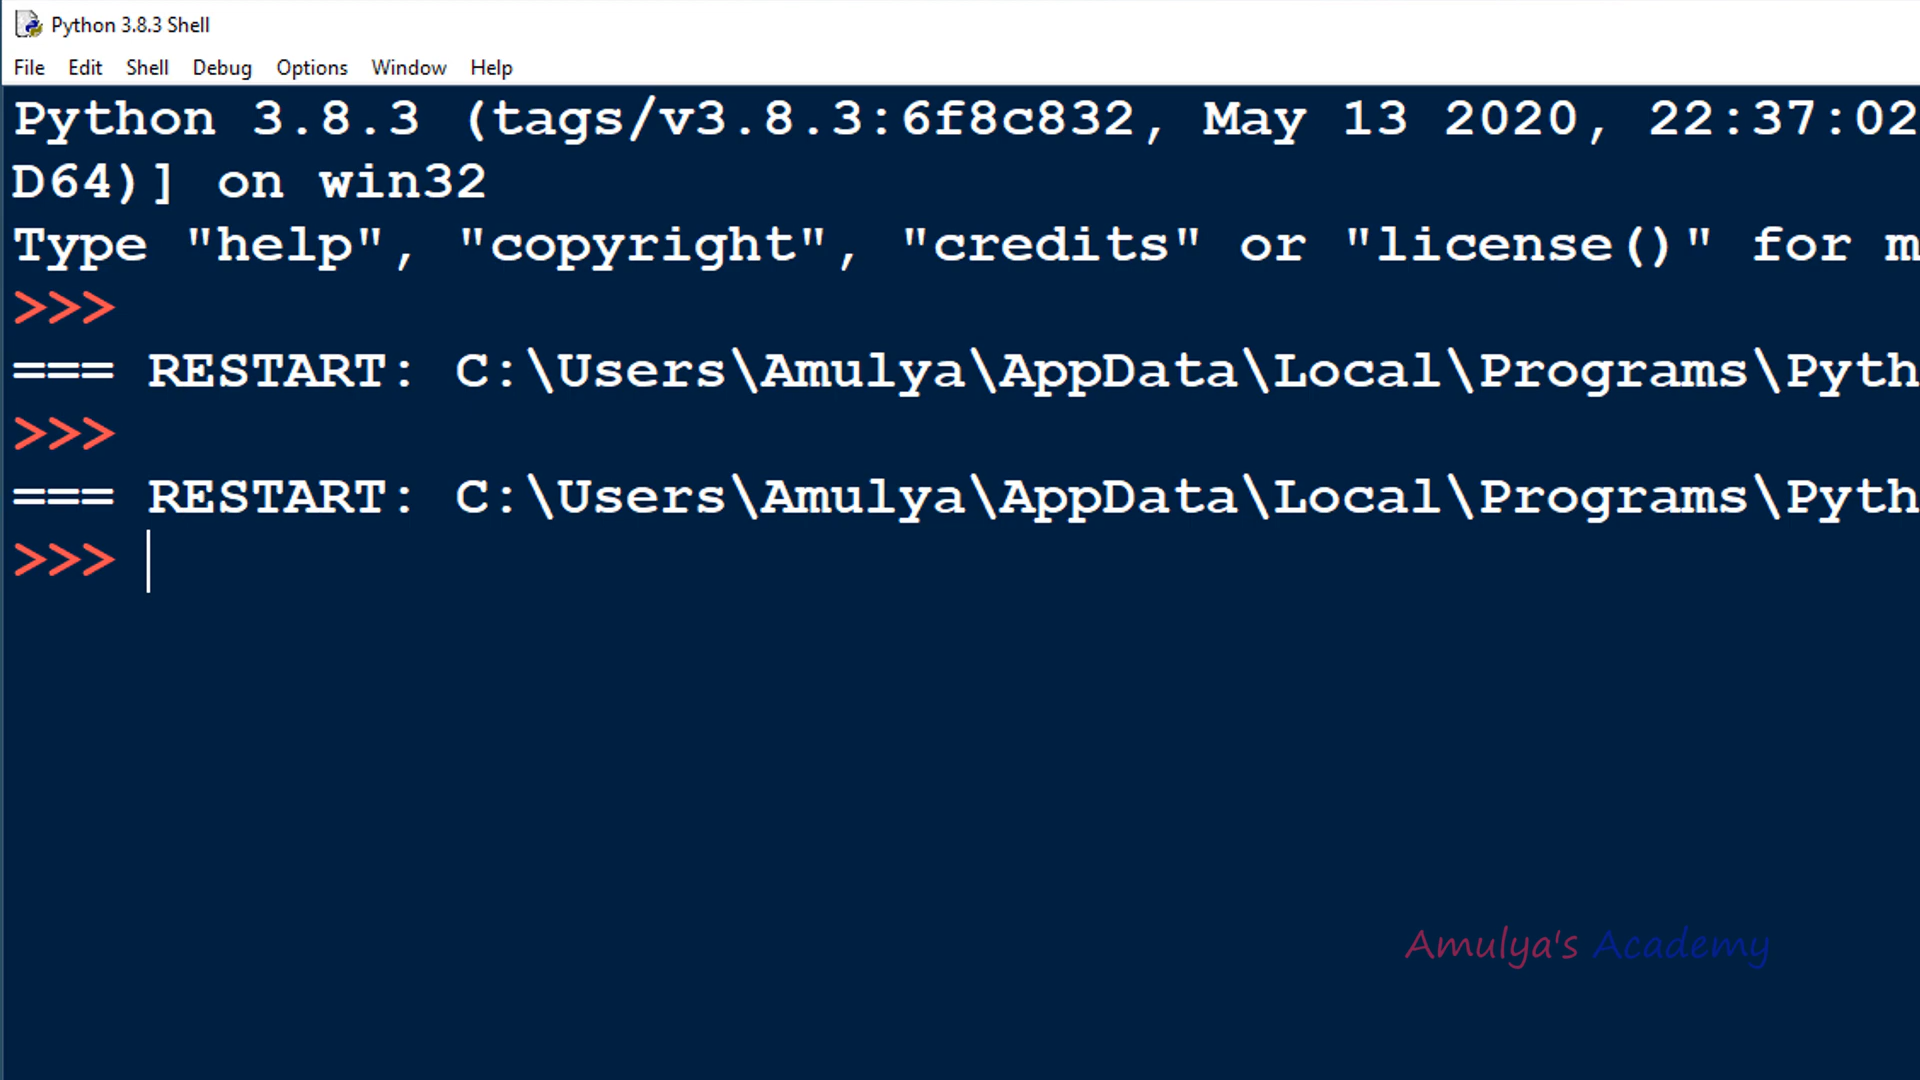 Python 3.8.3 Shell
File Edit Shell Debug Options Window Help
Python 3.8.3 (tags/v3.8.3:6f8c832, May 13 2020, 22:37:02
D64)] on win32
Type "help", "copyright", "credits" or "license()" for m
>>>
=== RESTART: C:\Users\Amulya\AppData\Local\Programs\Pyth
>>>
=== RESTART: C:\Users\Amulya\AppData\Local\Programs\Pyth
>>>
Amulya's Academy